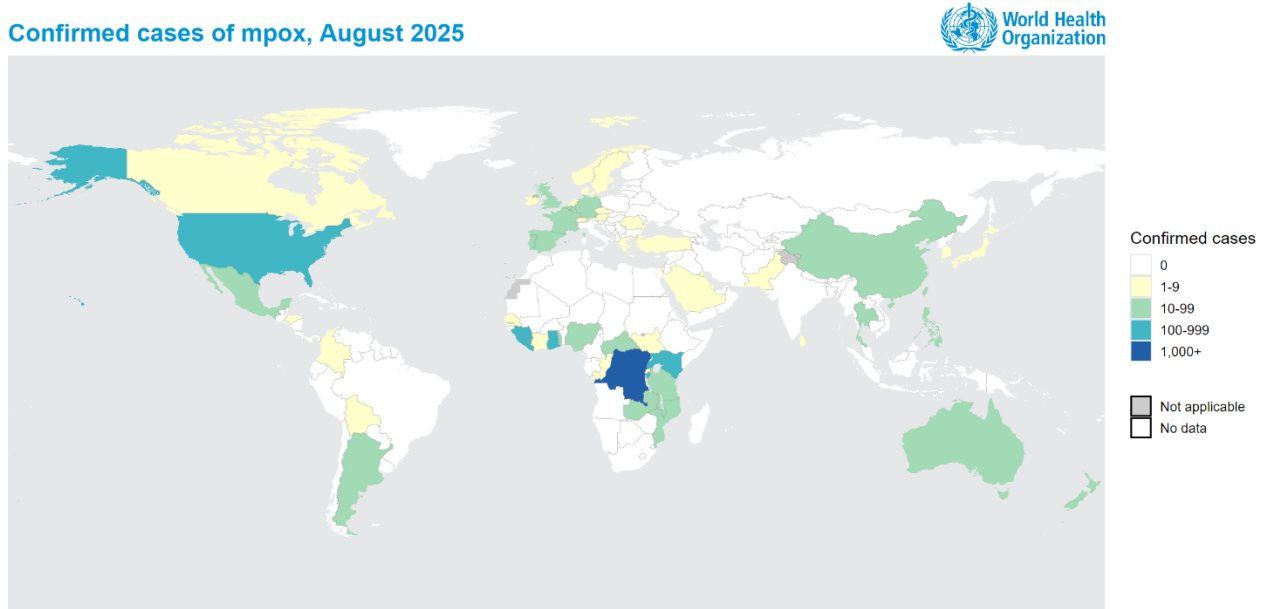 Confirmed cases of mpox, August 2025
World Health
Organization
Confirmed cases
0
1-9
10-99
100-999
1,000+
Not applicable
No data